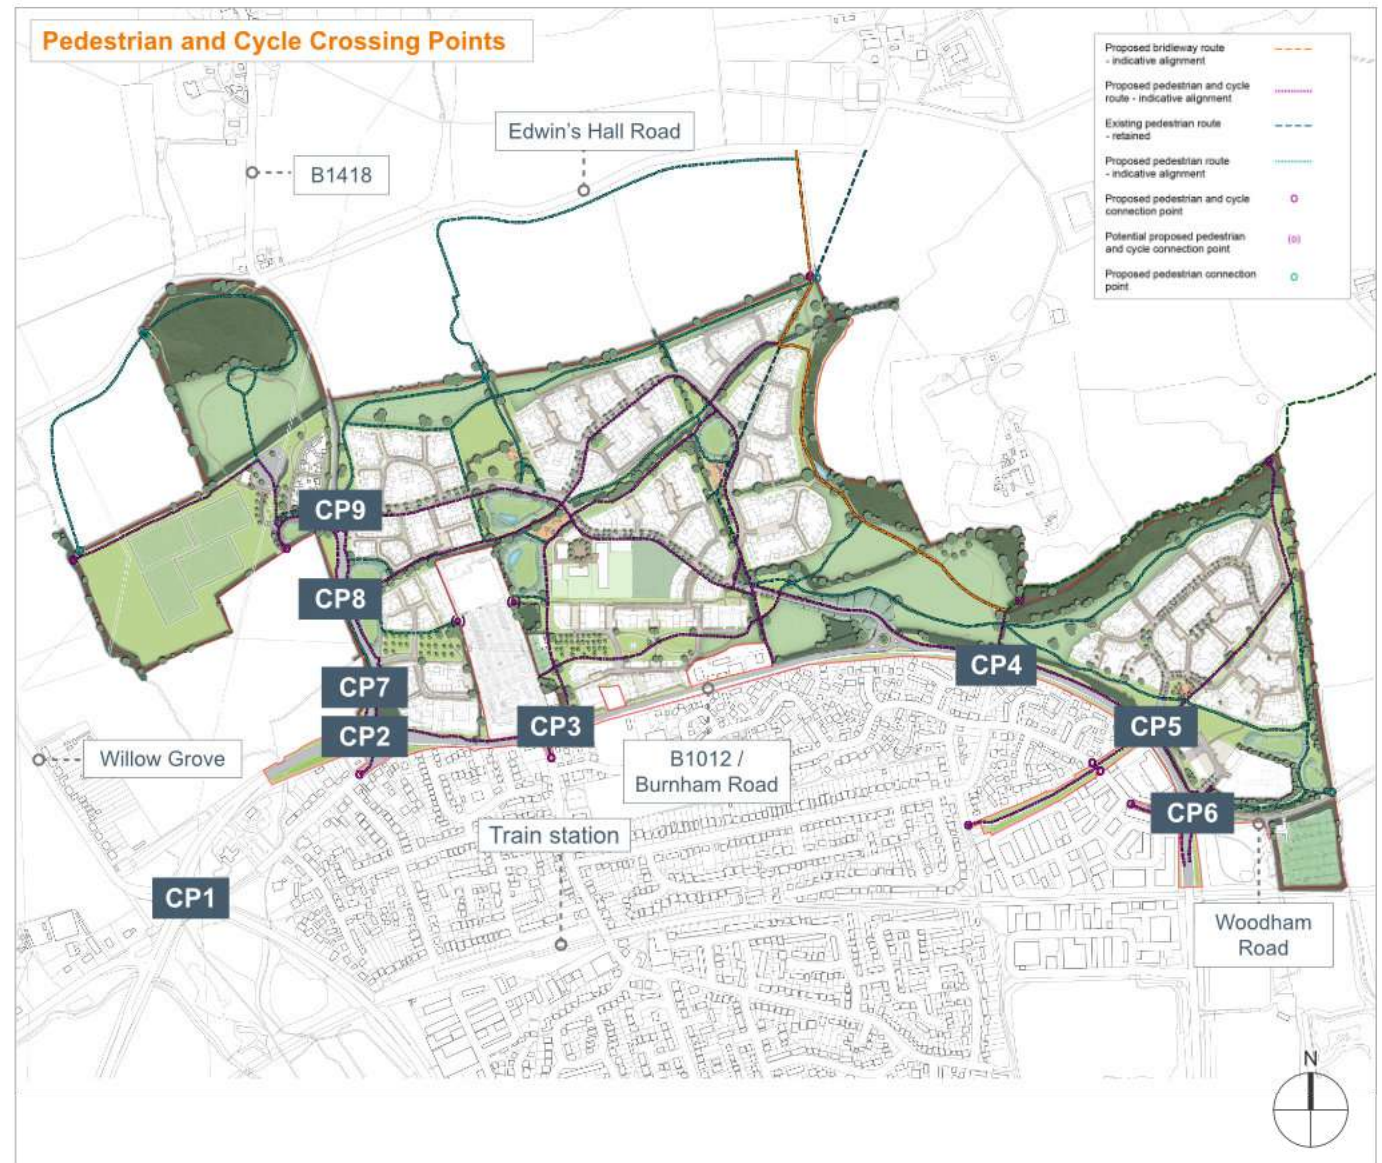 Pedestrian and Cycle Crossing Points
Proposed bridleway route
- indicative alignment
Proposed pedestrian and cycle
route - indicative alignment
Existing pedestrian route
- retained
Proposed pedestrian route
- indicative alignment
Proposed pedestrian and cycle
connection point
Potential proposed pedestrian
and cycle connection point
Proposed pedestrian connection
point
Edwin's Hall Road
B1418
CP9
CP8
CP7
CP2
CP3
CP4
CP5
CP6
CP1
Willow Grove
B1012 /
Burnham Road
Train station
Woodham
Road
N